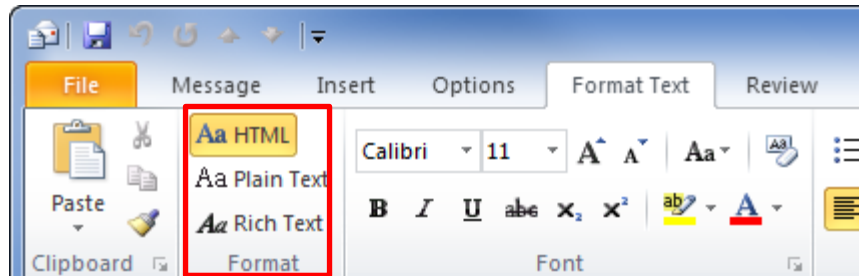 File Message Insert Options Format Text Review
Aa HTML
Aa Plain Text
Aa Rich Text
Paste
Calibri 11 A A Aa
B I U abc x₂ x² ab A
Clipboard Format Font